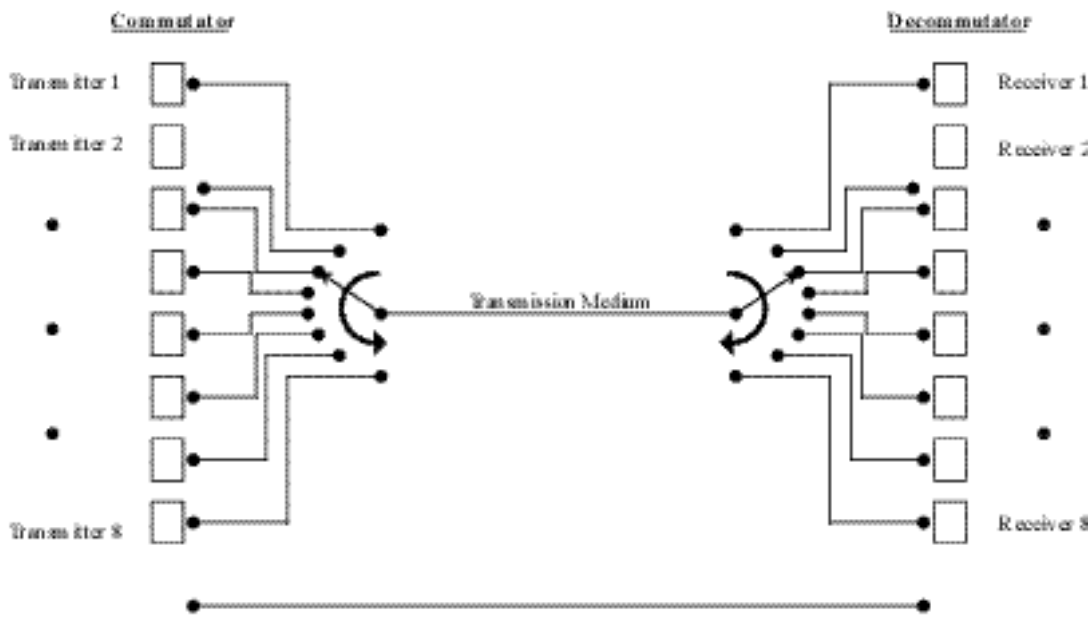 Commutator
Decommutator
Transmitter 1
Receiver 1
Transmitter 2
Receiver 2
Transmission Medium
Transmitter 8
Receiver 8